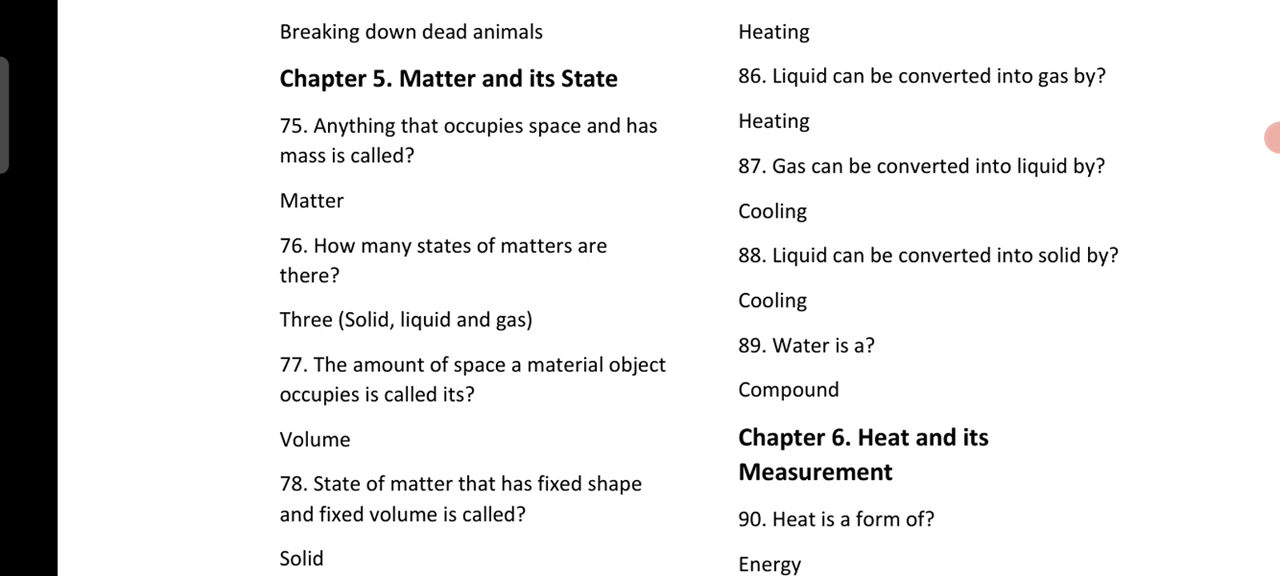 Breaking down dead animals
Chapter 5. Matter and its State
75. Anything that occupies space and has
mass is called?
Matter
76. How many states of matters are
there?
Three (Solid, liquid and gas)
77. The amount of space a material object
occupies is called its?
Volume
78. State of matter that has fixed shape
and fixed volume is called?
Solid
Heating
86. Liquid can be converted into gas by?
Heating
87. Gas can be converted into liquid by?
Cooling
88. Liquid can be converted into solid by?
Cooling
89. Water is a?
Compound
Chapter 6. Heat and its
Measurement
90. Heat is a form of?
Energy